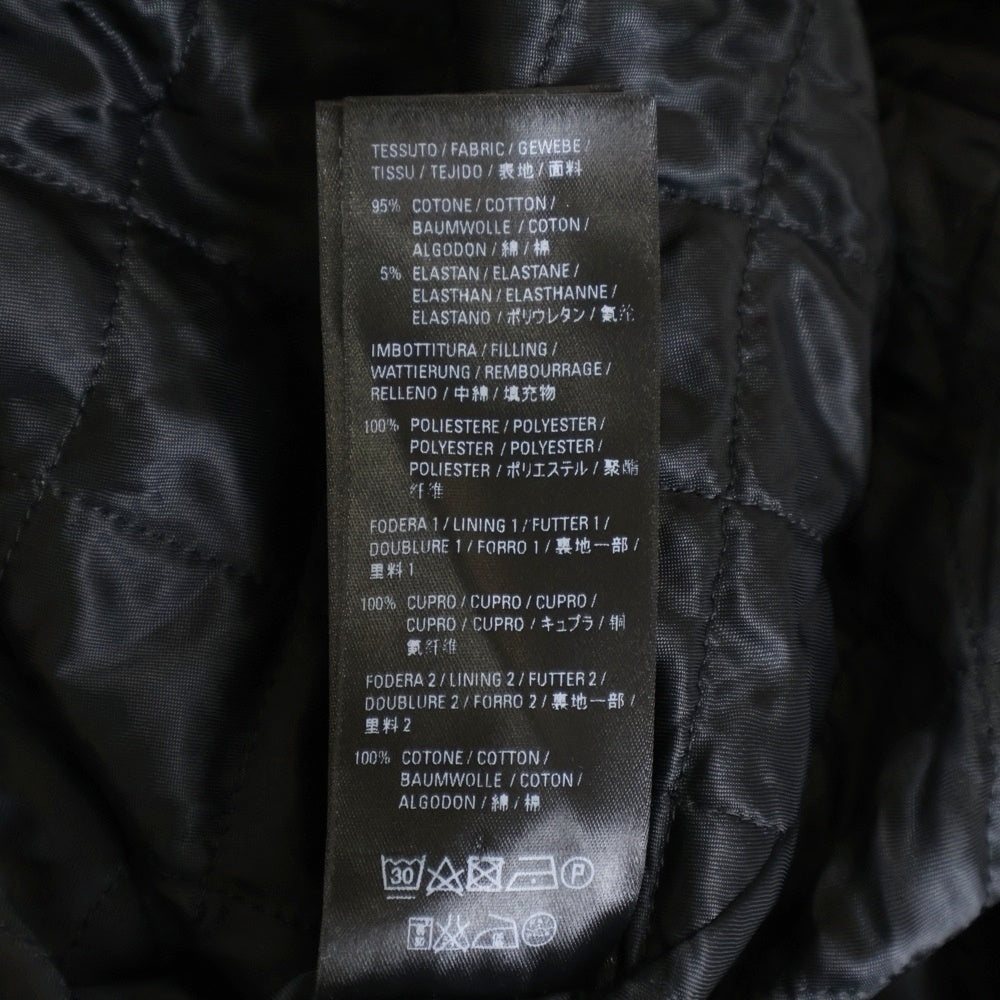 TESSUTO / FABRIC / GEWEBE /
TISSU / TEJIDO / 表地 / 面料
95% COTONE / COTTON /
BAUMWOLLE / COTON /
ALGODON / 綿 / 棉
5% ELASTAN / ELASTANE /
ELASTHAN / ELASTHANNE /
ELASTANO / ポリウレタン / 氨纶
IMBOTTITURA / FILLING /
WATTIERUNG / REMBOURRAGE /
RELLENO / 中綿 / 填充物
100% POLIESTERE / POLYESTER /
POLYESTER / POLYESTER /
POLIESTER / ポリエステル / 聚酯
纤维
FODERA 1 / LINING 1 / FUTTER 1 /
DOUBLURE 1 / FORRO 1 / 裏地一部 /
里料1
100% CUPRO / CUPRO / CUPRO /
CUPRO / CUPRO / キュプラ / 铜
氨纤维
FODERA 2 / LINING 2 / FUTTER 2 /
DOUBLURE 2 / FORRO 2 / 裏地一部 /
里料2
100% COTONE / COTTON /
BAUMWOLLE / COTON /
ALGODON / 綿 / 棉
30 P